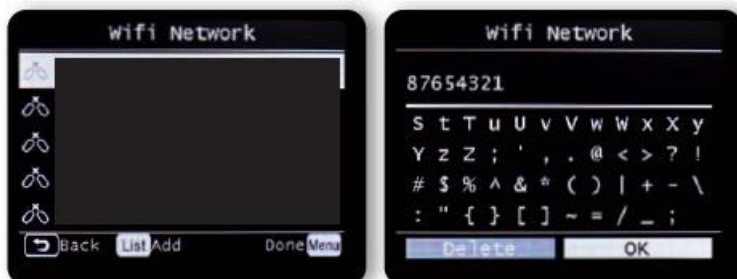 Wifi Network
Back List Add Done Menu
Wifi Network
87654321
S t T u U v V w W x X y
Y z Z ; ' , . @ < > ? !
# $ % ^ & * ( ) | + - \
: " { } [ ] ~ = / _ ;
Delete OK